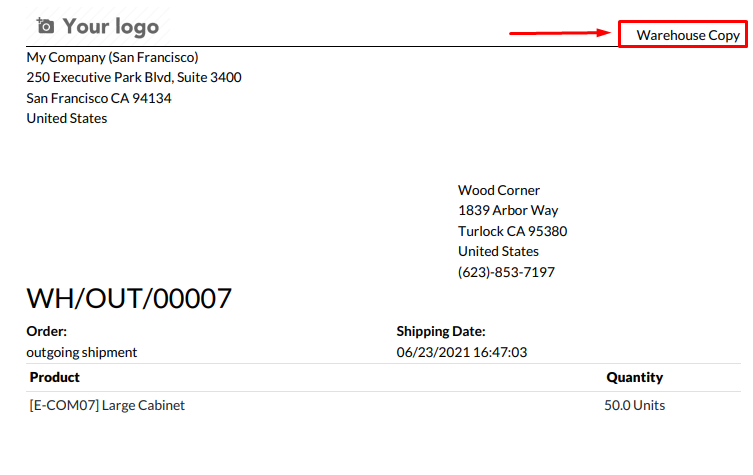 Your logo
Warehouse Copy
My Company (San Francisco)
250 Executive Park Blvd, Suite 3400
San Francisco CA 94134
United States
Wood Corner
1839 Arbor Way
Turlock CA 95380
United States
(623)-853-7197
WH/OUT/00007
Order: Shipping Date:
outgoing shipment 06/23/2021 16:47:03
Product Quantity
[E-COM07] Large Cabinet 50.0 Units